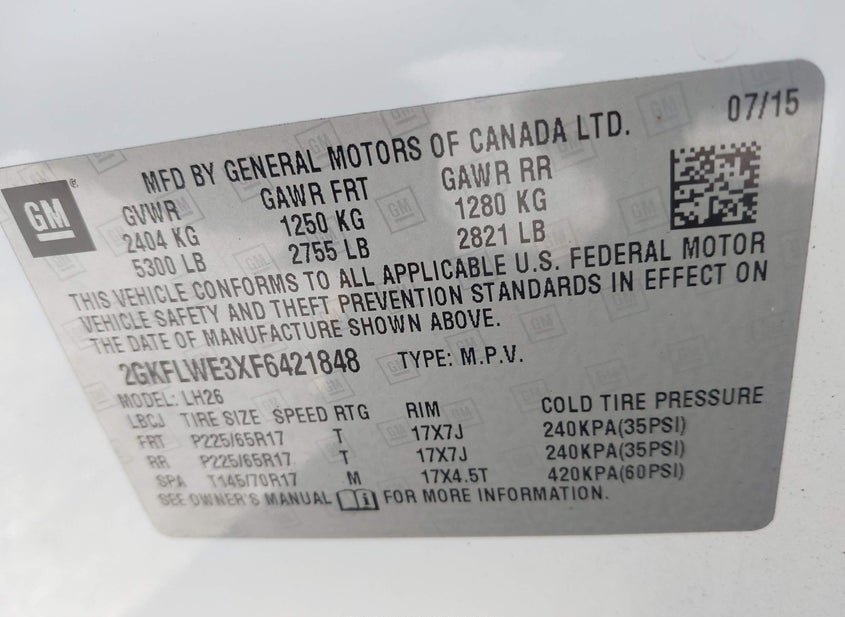 07/15
MFD BY GENERAL MOTORS OF CANADA LTD.
GM
GVWR GAWR FRT GAWR RR
2404 KG 1250 KG 1280 KG
5300 LB 2755 LB 2821 LB
THIS VEHICLE CONFORMS TO ALL APPLICABLE U.S. FEDERAL MOTOR
VEHICLE SAFETY AND THEFT PREVENTION STANDARDS IN EFFECT ON
THE DATE OF MANUFACTURE SHOWN ABOVE.
2GKFLWE3XF6421848 TYPE: M.P.V.
MODEL: LH26
LBCJ TIRE SIZE SPEED RTG RIM COLD TIRE PRESSURE
FRT P225/65R17 T 17X7J 240KPA(35PSI)
RR P225/65R17 T 17X7J 240KPA(35PSI)
SPA T145/70R17 M 17X4.5T 420KPA(60PSI)
SEE OWNER'S MANUAL FOR MORE INFORMATION.